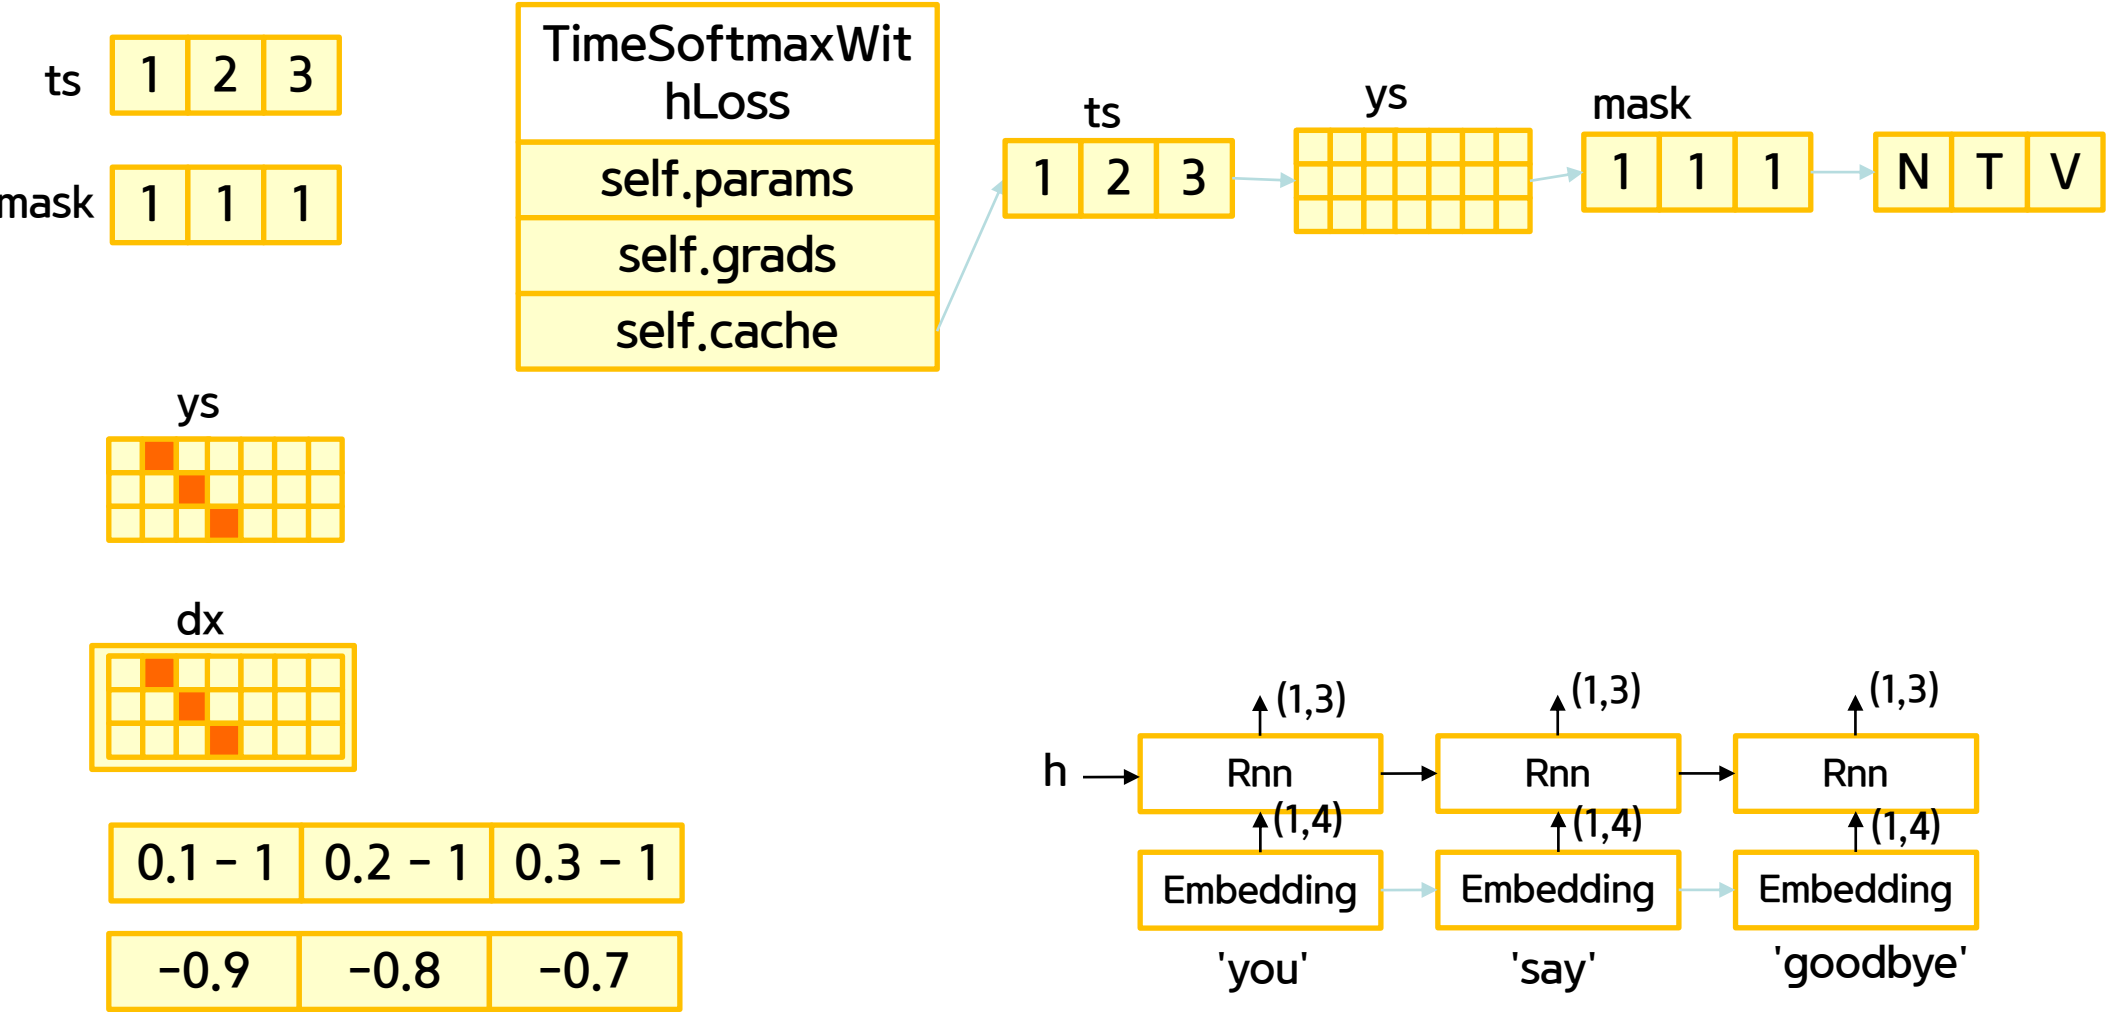 ts
1 2 3
mask
1 1 1
TimeSoftmaxWit
hLoss
self.params
self.grads
self.cache
ts
1 2 3
ys
mask
1 1 1
N T V
ys
dx
0.1 - 1 0.2 - 1 0.3 - 1
-0.9 -0.8 -0.7
(1,3) (1,3) (1,3)
h Rnn Rnn Rnn
(1,4) (1,4) (1,4)
Embedding Embedding Embedding
'you' 'say' 'goodbye'